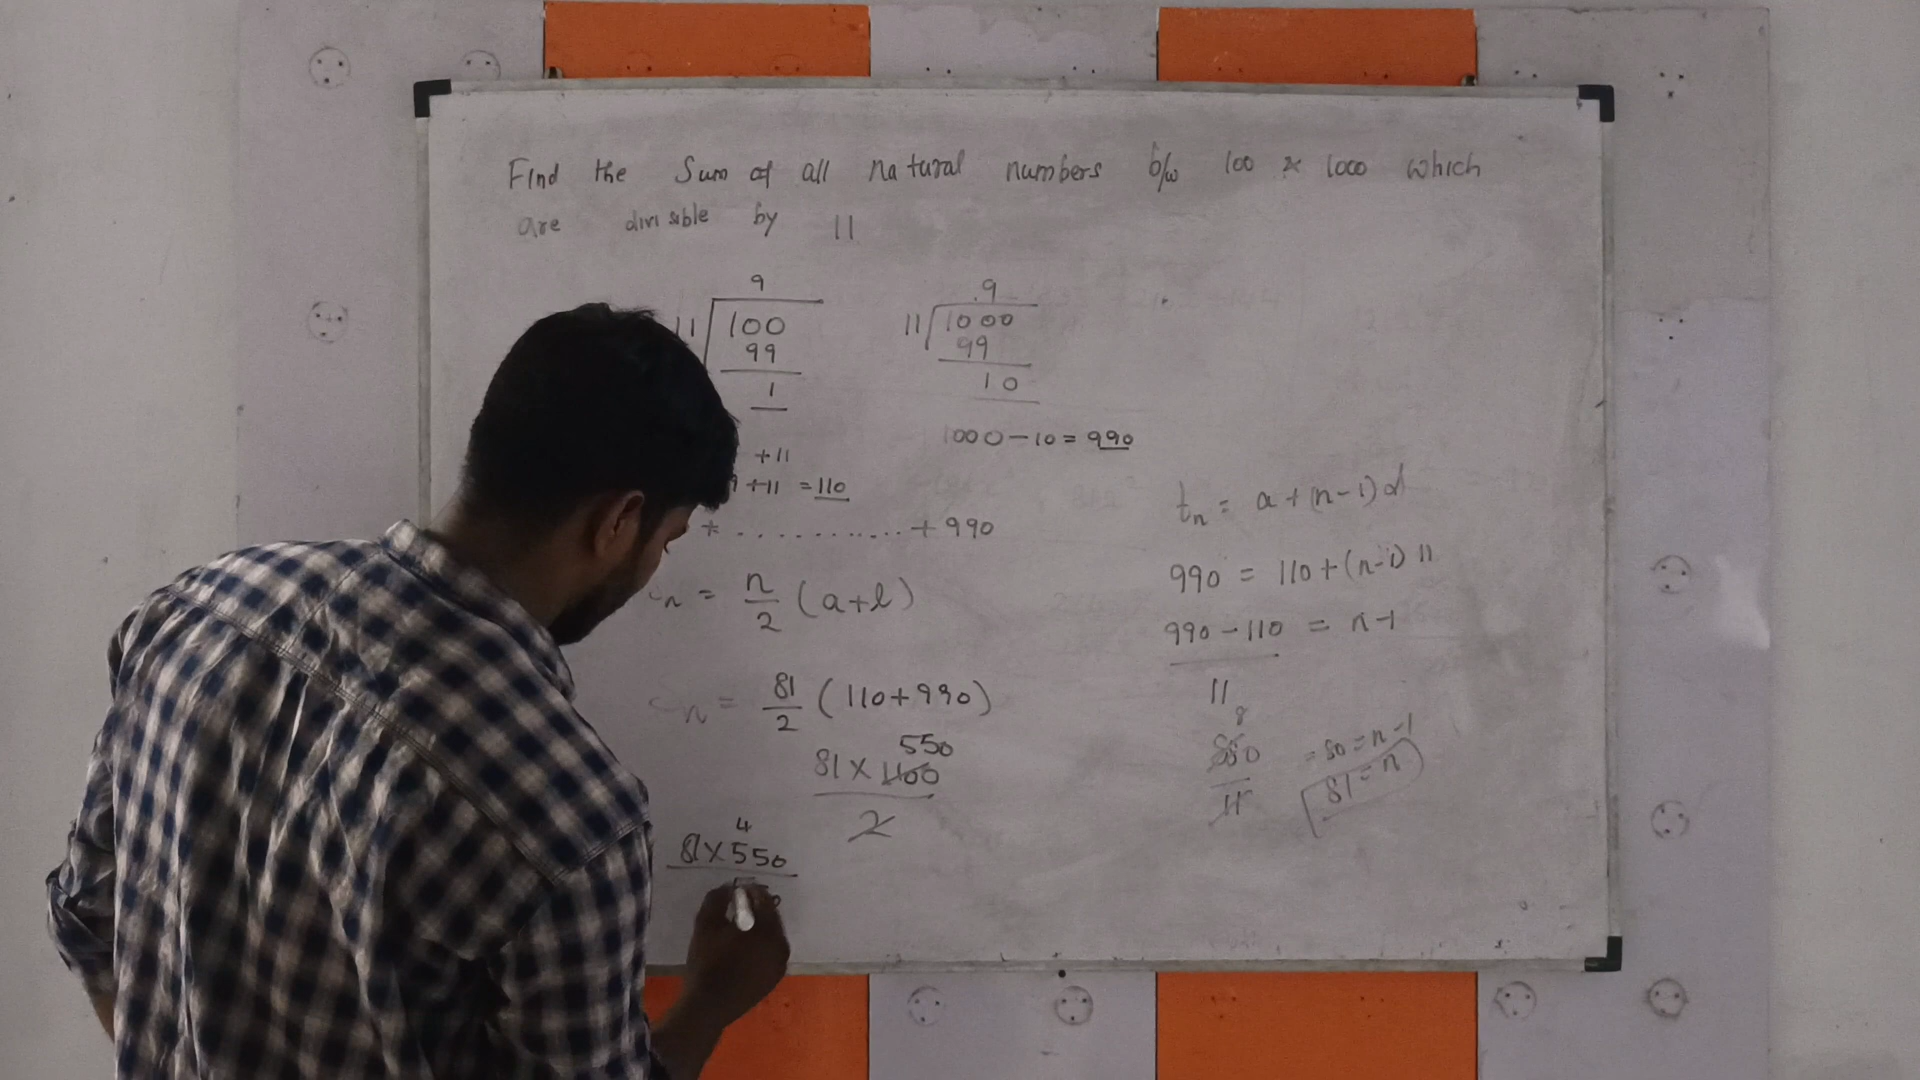 Find the Sum of all natural numbers b/w 100 & 1000 which
are divisible by 11
9
11 100
99
1
+11
+11 = 110
+ ........... + 990
n = n/2 (a+l)
Sn = 81/2 (110+990)
550
81 × 1100
2
4
81×550
.9
11 1000
99
10
1000 - 10 = 990
tn = a + (n-1) d
990 = 110 + (n-1) 11
990 - 110 = n-1
11
8
880
11
= 80 = n-1
81 = n